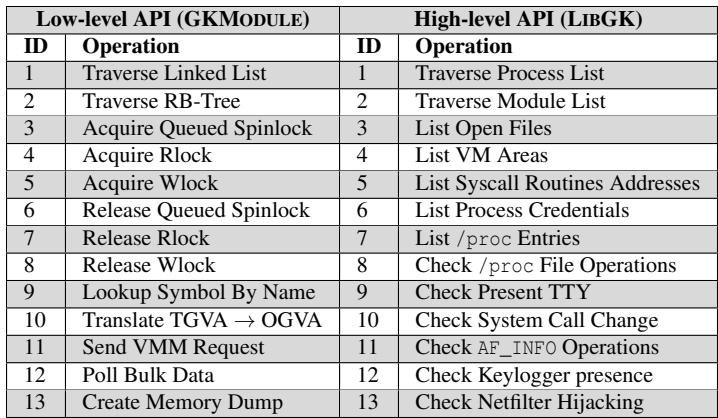 Low-level API (GKMODULE) High-level API (LIBGK)
ID Operation ID Operation
1 Traverse Linked List 1 Traverse Process List
2 Traverse RB-Tree 2 Traverse Module List
3 Acquire Queued Spinlock 3 List Open Files
4 Acquire Rlock 4 List VM Areas
5 Acquire Wlock 5 List Syscall Routines Addresses
6 Release Queued Spinlock 6 List Process Credentials
7 Release Rlock 7 List /proc Entries
8 Release Wlock 8 Check /proc File Operations
9 Lookup Symbol By Name 9 Check Present TTY
10 Translate TGVA → OGVA 10 Check System Call Change
11 Send VMM Request 11 Check AF_INFO Operations
12 Poll Bulk Data 12 Check Keylogger presence
13 Create Memory Dump 13 Check Netfilter Hijacking